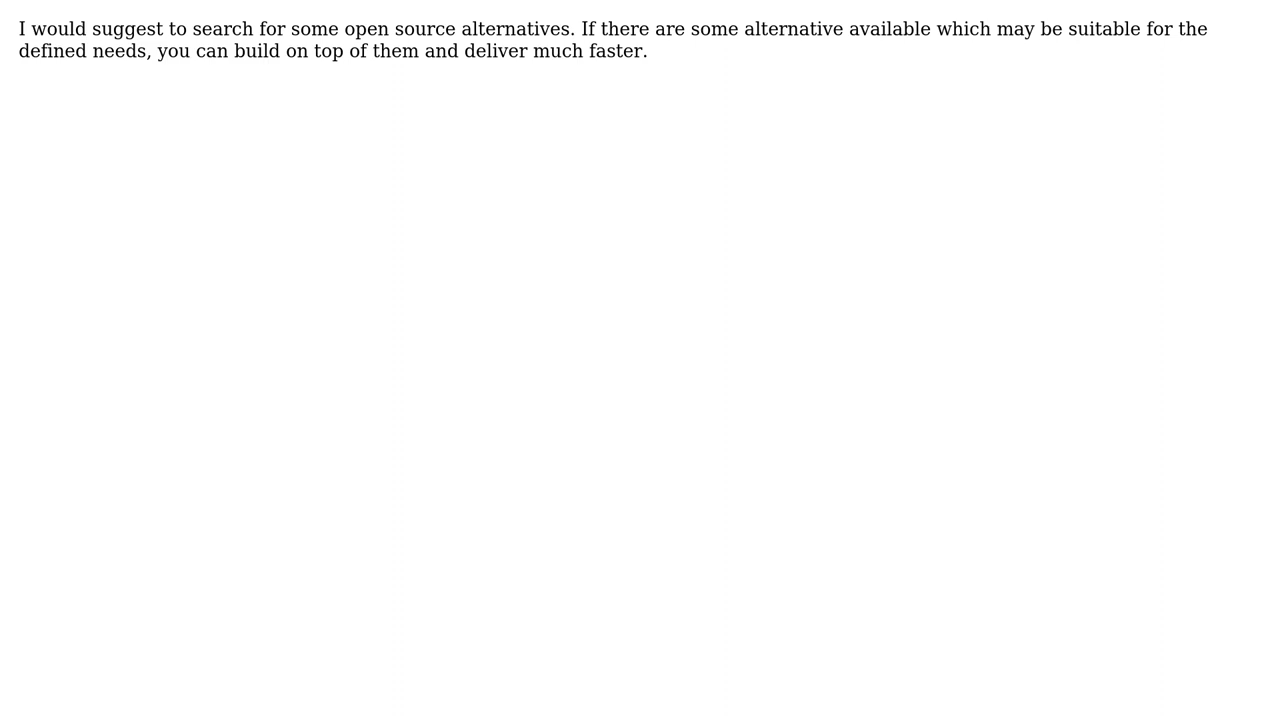 I would suggest to search for some open source alternatives. If there are some alternative available which may be suitable for the
defined needs, you can build on top of them and deliver much faster.